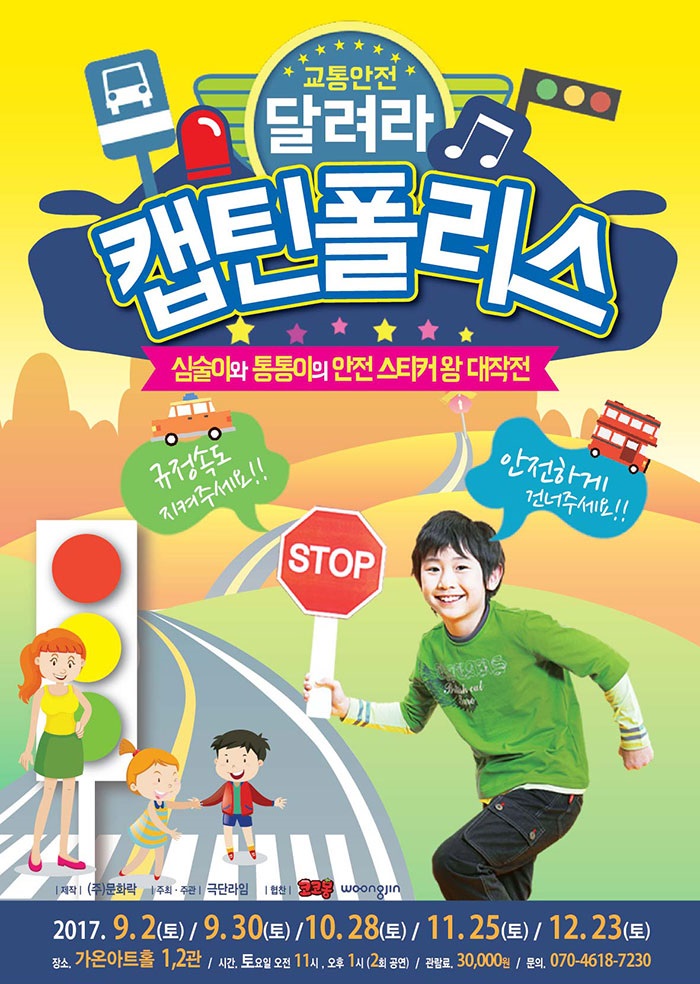 교통안전
달려라
캡틴폴리스
심술이와 통통이의 안전 스티커 왕 대작전
규정속도
지켜주세요!!
안전하게
건너주세요!!
STOP
| 제작 | (주)문화락 | 주최·주관 | 극단라임 | 협찬 | 코코몽 woongjin
2017. 9. 2(토) / 9. 30(토) / 10. 28(토) / 11. 25(토) / 12. 23(토)
장소. 가온아트홀 1,2관 / 시간. 토요일 오전 11시, 오후 1시 (2회 공연) / 관람료. 30,000원 / 문의. 070-4618-7230